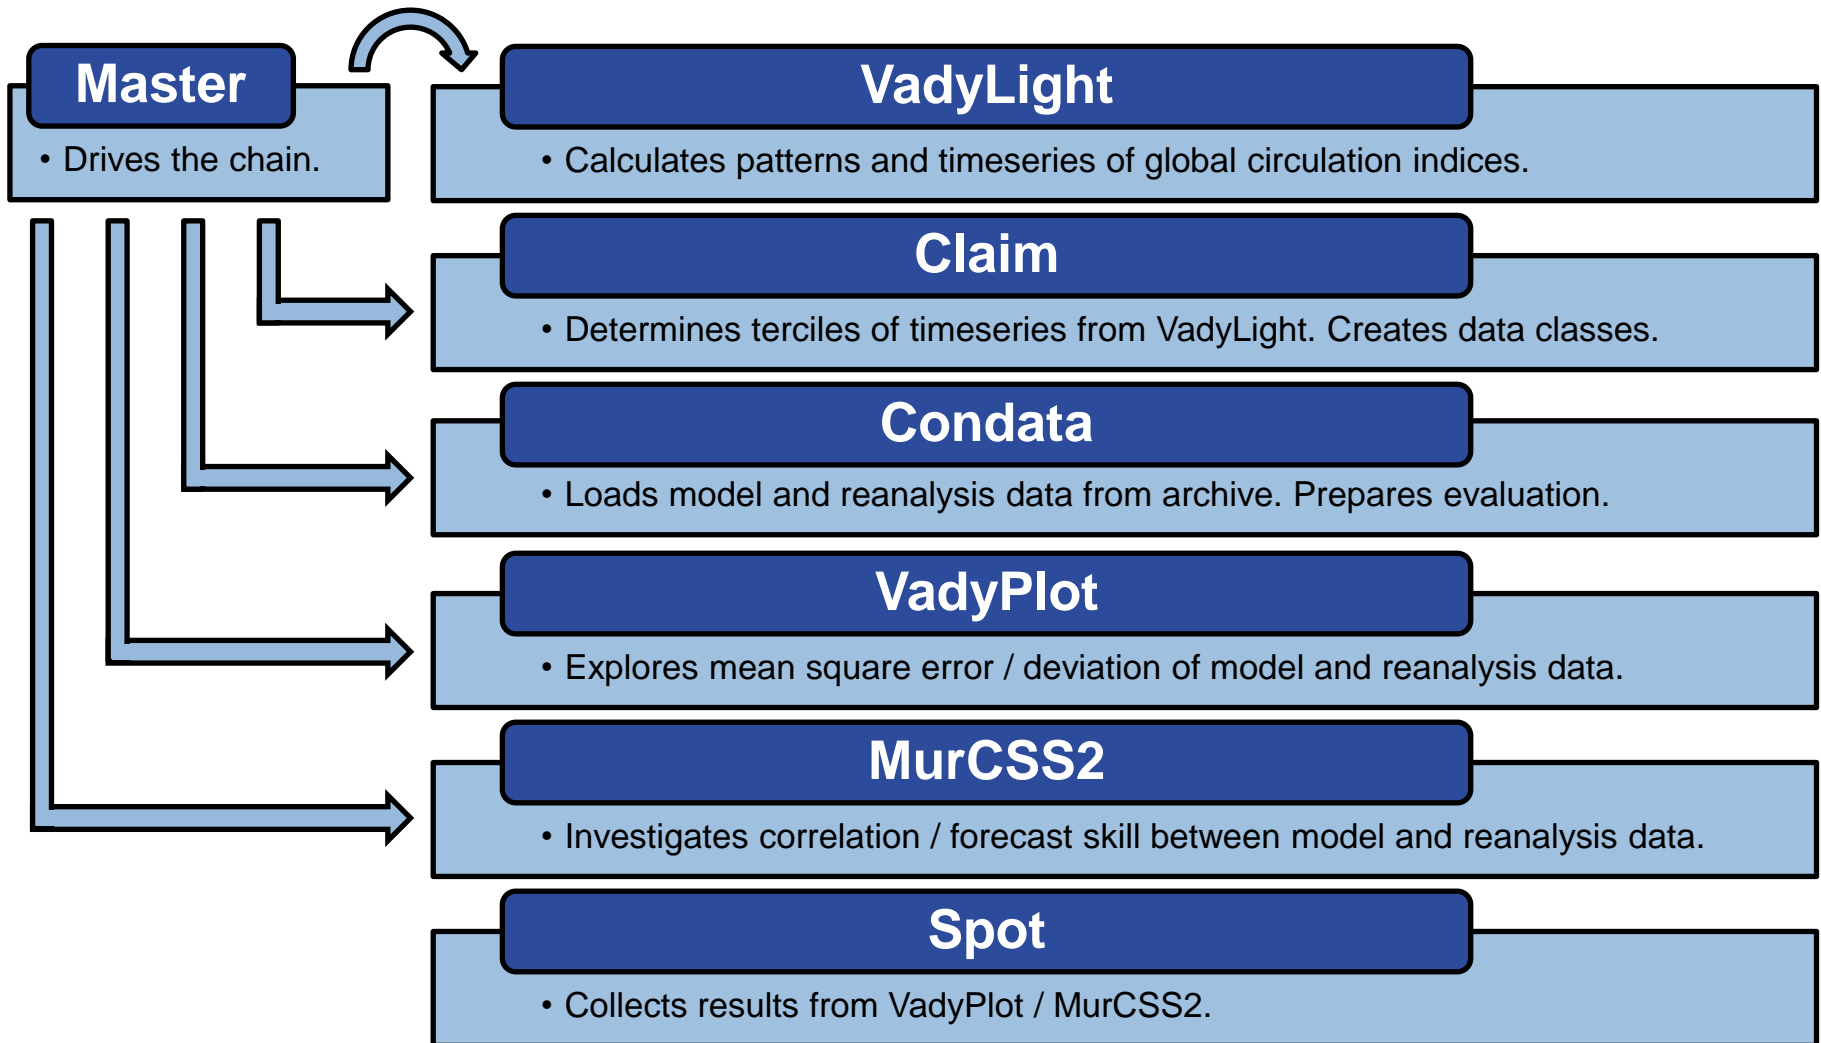 Master
• Drives the chain.
VadyLight
• Calculates patterns and timeseries of global circulation indices.
Claim
• Determines terciles of timeseries from VadyLight. Creates data classes.
Condata
• Loads model and reanalysis data from archive. Prepares evaluation.
VadyPlot
• Explores mean square error / deviation of model and reanalysis data.
MurCSS2
• Investigates correlation / forecast skill between model and reanalysis data.
Spot
• Collects results from VadyPlot / MurCSS2.